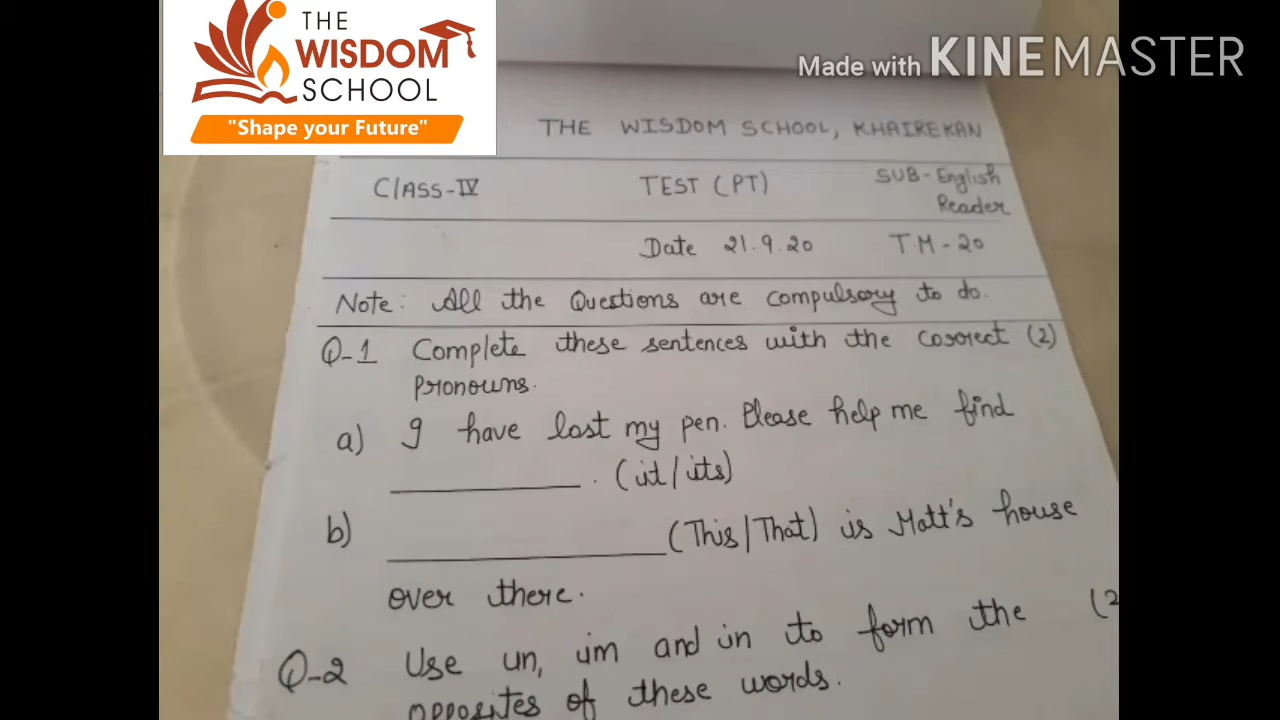 THE
WISDOM
SCHOOL
"Shape your Future"
Made with KINEMASTER
THE WISDOM SCHOOL, KHAIREKAN
CLASS-IV TEST (PT) SUB- English
Reader
Date 21.9.20 T.M-20
Note: All the Questions are compulsory to do.
Q-1 Complete these sentences with the correct (2)
pronouns.
a) I have lost my pen. Please help me find
__________. (it/its)
b) ______________ (This/That) is Matt's house
over there.
Q-2 Use un, im and in to form the (2
opposites of these words.